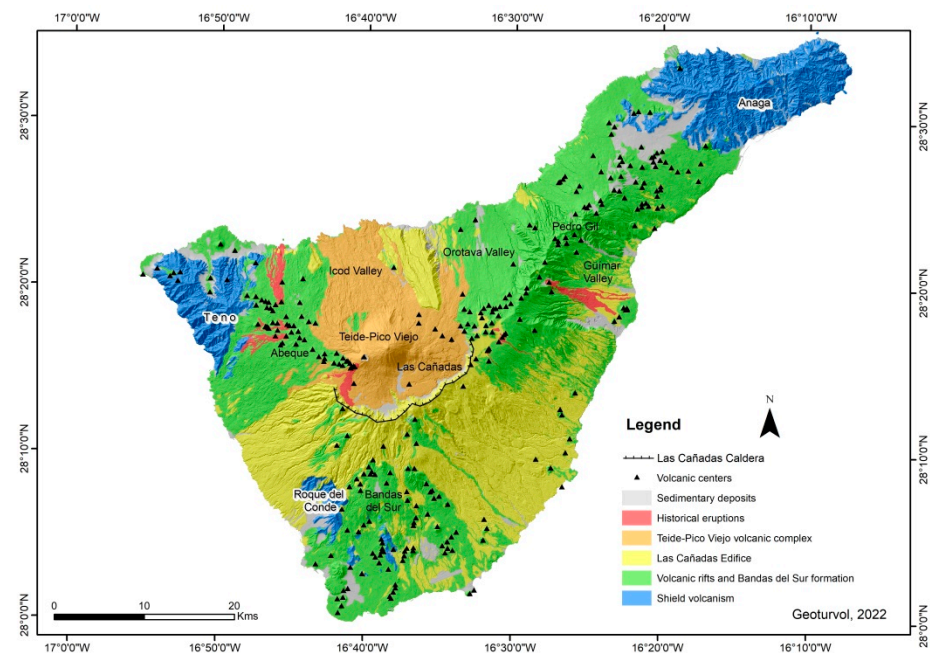 17°0'0"W 16°50'0"W 16°40'0"W 16°30'0"W 16°20'0"W 16°10'0"W
28°30'0"N
28°20'0"N
28°10'0"N
28°0'0"N
Anaga
Pedro Gil
Orotava Valley
Güimar
Valley
Icod Valley
Teno
Teide-Pico Viejo
Abeque
Las Cañadas
Roque del
Conde
Bandas
del Sur
28°30'0"N
28°20'0"N
28°10'0"N
28°0'0"N
N
Legend
Las Cañadas Caldera
Volcanic centers
Sedimentary deposits
Historical eruptions
Teide-Pico Viejo volcanic complex
Las Cañadas Edifice
Volcanic rifts and Bandas del Sur formation
Shield volcanism
0 10 20
Kms
Geoturvol, 2022
17°0'0"W 16°50'0"W 16°40'0"W 16°30'0"W 16°20'0"W 16°10'0"W